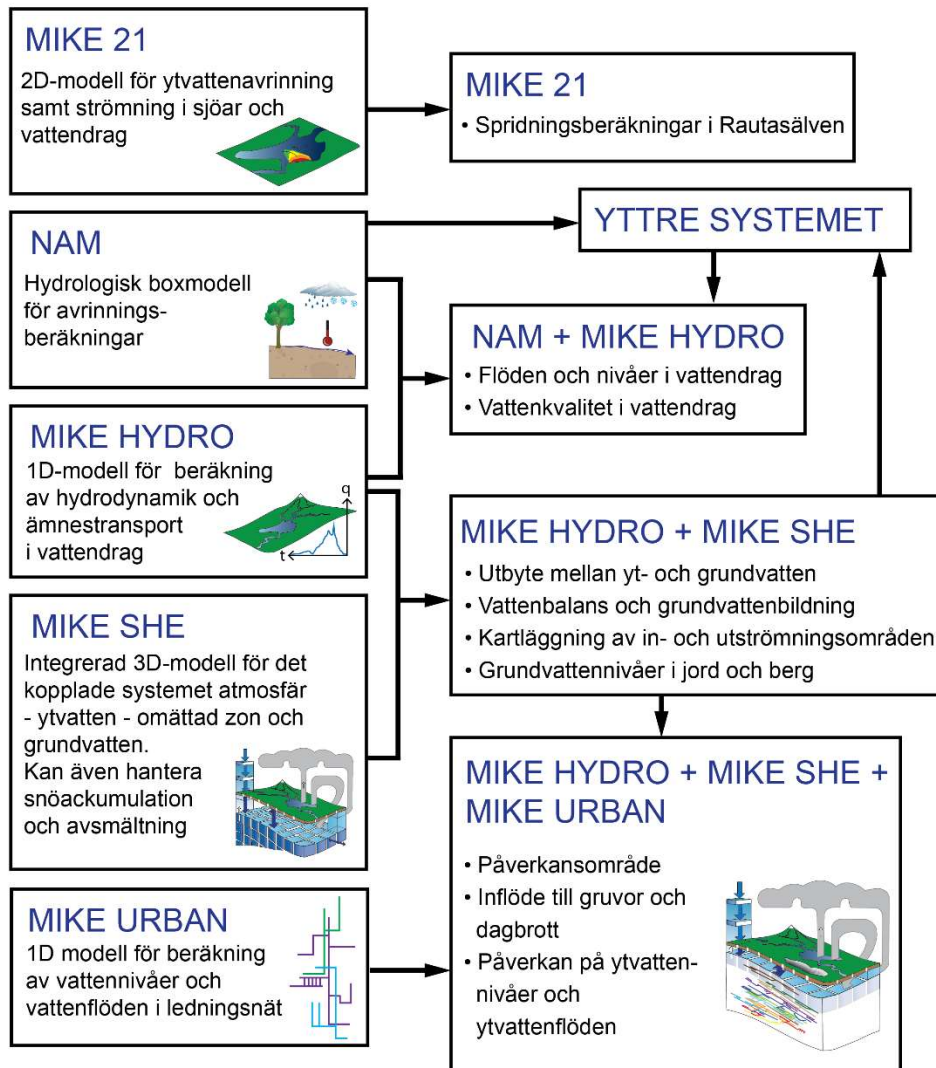 MIKE 21
2D-modell för ytvattenavrinning
samt strömning i sjöar och
vattendrag
MIKE 21
• Spridningsberäkningar i Rautasälven
NAM
Hydrologisk boxmodell
för avrinnings-
beräkningar
YTTRE SYSTEMET
NAM + MIKE HYDRO
• Flöden och nivåer i vattendrag
• Vattenkvalitet i vattendrag
MIKE HYDRO
1D-modell för beräkning
av hydrodynamik och
ämnestransport
i vattendrag
q
t
MIKE HYDRO + MIKE SHE
• Utbyte mellan yt- och grundvatten
• Vattenbalans och grundvattenbildning
• Kartläggning av in- och utströmningsområden
• Grundvattennivåer i jord och berg
MIKE SHE
Integrerad 3D-modell för det
kopplade systemet atmosfär
- ytvatten - omättad zon och
grundvatten.
Kan även hantera
snöackumulation
och avsmältning
MIKE HYDRO + MIKE SHE +
MIKE URBAN
• Påverkansområde
• Inflöde till gruvor och
dagbrott
• Påverkan på ytvatten-
nivåer och
ytvattenflöden
MIKE URBAN
1D modell för beräkning
av vattennivåer och
vattenflöden i ledningsnät